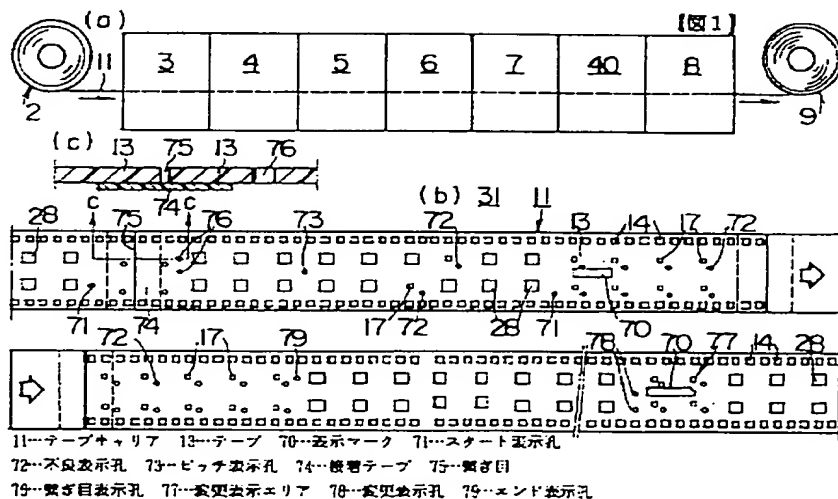 (a)
【図1】
11
3 4 5 6 7 40 8
2
9
(c) 13 75 13 76
74
(b) 31 11
28 75 c c 76 73 72 13 14 17 72
71 74 17 72 28 71 70
72 17 79 78 70 77 14 28
74
11…テープキャリア 13…テープ 70…表示マーク 71…スタート表示孔
72…不良表示孔 73…ピッチ表示孔 74…接着テープ 75…繋ぎ目
79…繋ぎ目表示孔 77…変更表示エリア 78…変更表示孔 79…エンド表示孔